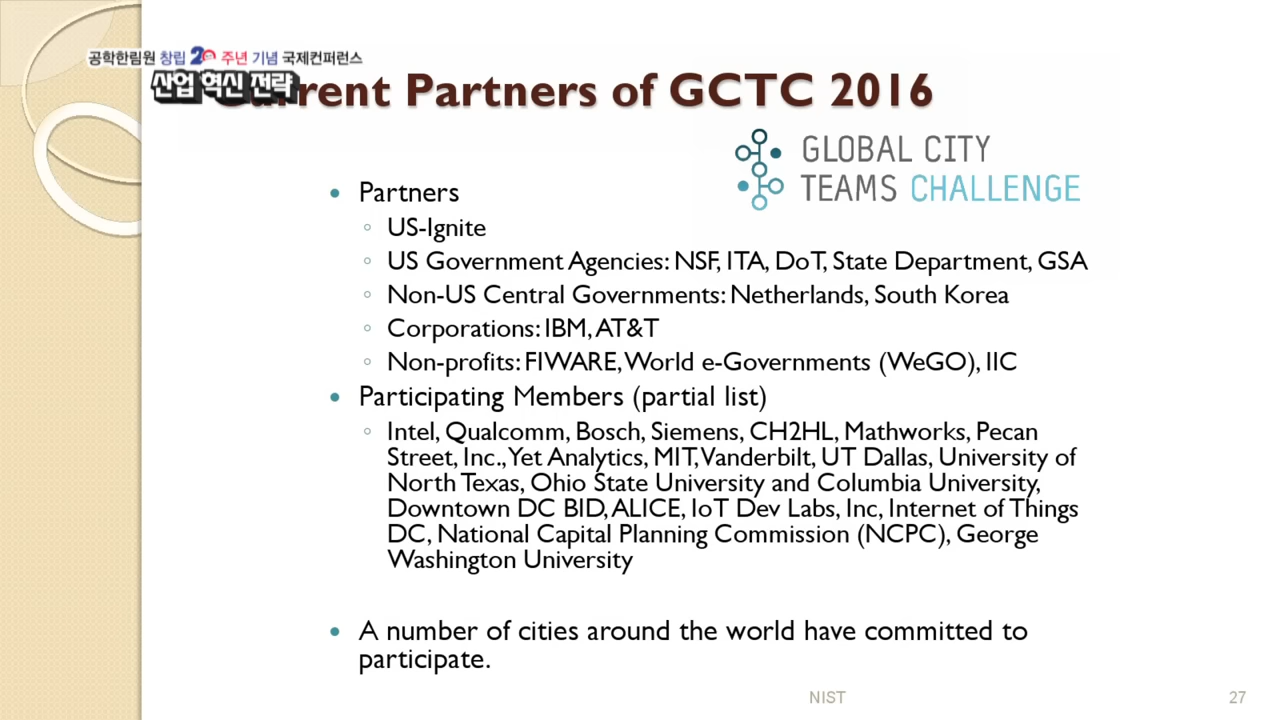 공학한림원 창립 20 주년 기념 국제컨퍼런스
산업 혁신 전략
rent Partners of GCTC 2016
GLOBAL CITY
TEAMS CHALLENGE
• Partners
◦ US-Ignite
◦ US Government Agencies: NSF, ITA, DoT, State Department, GSA
◦ Non-US Central Governments: Netherlands, South Korea
◦ Corporations: IBM, AT&T
◦ Non-profits: FIWARE, World e-Governments (WeGO), IIC
• Participating Members (partial list)
◦ Intel, Qualcomm, Bosch, Siemens, CH2HL, Mathworks, Pecan
Street, Inc., Yet Analytics, MIT, Vanderbilt, UT Dallas, University of
North Texas, Ohio State University and Columbia University,
Downtown DC BID, ALICE, IoT Dev Labs, Inc, Internet of Things
DC, National Capital Planning Commission (NCPC), George
Washington University
• A number of cities around the world have committed to
participate.
NIST
27